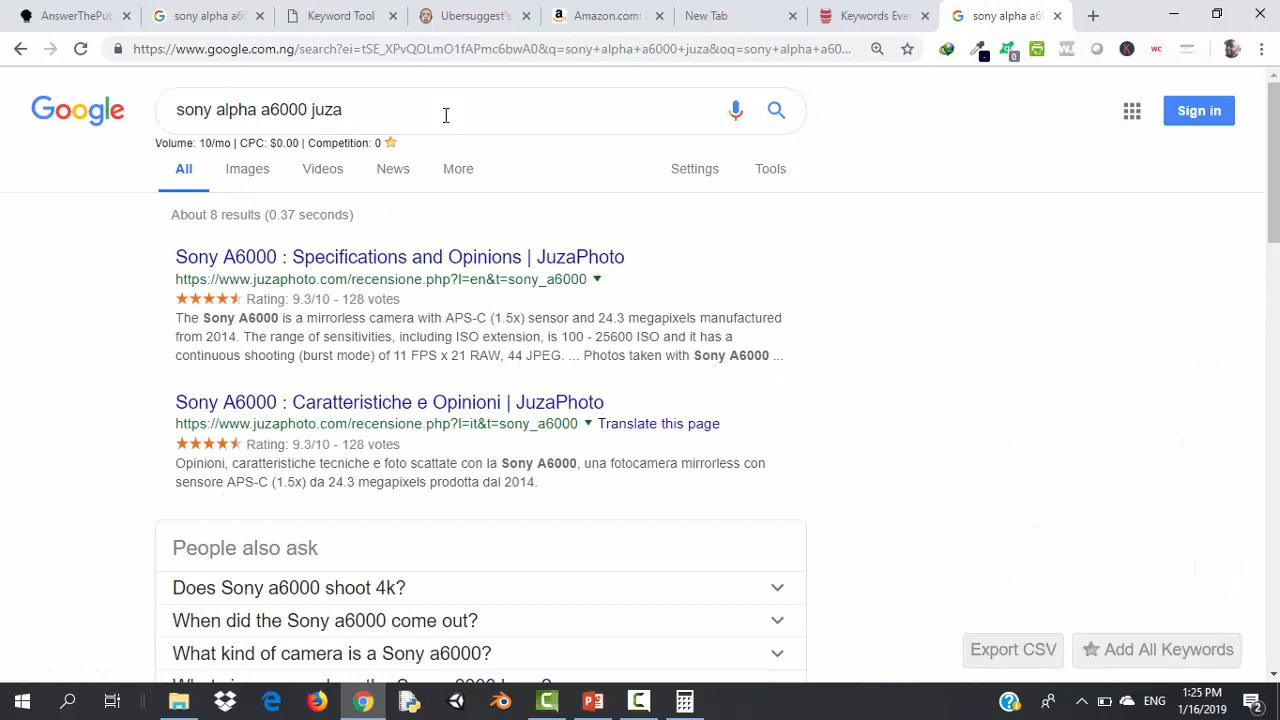 AnswerThePub
sony alpha a6
Keyword Tool
Ubersuggest's
Amazon.com:
New Tab
Keywords Eve
sony alpha a6
https://www.google.com.ng/search?ei=tSE_XPvQOLmO1fAPmc6bwA0&q=sony+alpha+a6000+juza&oq=sony+alpha+a60...
Google
sony alpha a6000 juza
Sign in
Volume: 10/mo | CPC: $0.00 | Competition: 0
All
Images
Videos
News
More
Settings
Tools
About 8 results (0.37 seconds)
Sony A6000 : Specifications and Opinions | JuzaPhoto
https://www.juzaphoto.com/recensione.php?l=en&t=sony_a6000
Rating: 9.3/10 - 128 votes
The Sony A6000 is a mirrorless camera with APS-C (1.5x) sensor and 24.3 megapixels manufactured
from 2014. The range of sensitivities, including ISO extension, is 100 - 25600 ISO and it has a
continuous shooting (burst mode) of 11 FPS x 21 RAW, 44 JPEG. ... Photos taken with Sony A6000 ...
Sony A6000 : Caratteristiche e Opinioni | JuzaPhoto
https://www.juzaphoto.com/recensione.php?l=it&t=sony_a6000
Translate this page
Rating: 9.3/10 - 128 votes
Opinioni, caratteristiche tecniche e foto scattate con la Sony A6000, una fotocamera mirrorless con
sensore APS-C (1.5x) da 24.3 megapixels prodotta dal 2014.
People also ask
Does Sony a6000 shoot 4k?
When did the Sony a6000 come out?
What kind of camera is a Sony a6000?
Export CSV
Add All Keywords
ENG
1:25 PM
1/16/2019
2